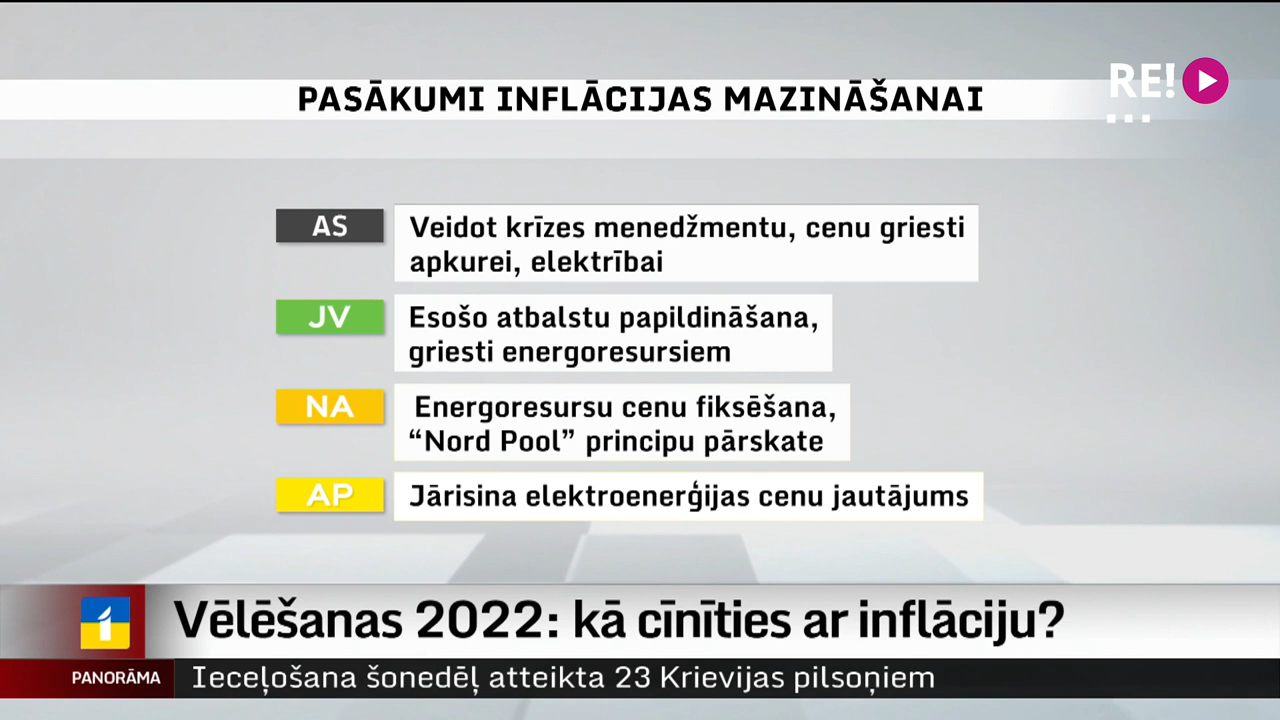 PASĀKUMI INFLĀCIJAS MAZINĀŠANAI
RE!
AS
Veidot krīzes menedžmentu, cenu griesti
apkurei, elektrībai
JV
Esošo atbalstu papildināšana,
griesti energoresursiem
NA
Energoresursu cenu fiksēšana,
“Nord Pool” principu pārskate
AP
Jārisina elektroenerģijas cenu jautājums
1
Vēlēšanas 2022: kā cīnīties ar inflāciju?
PANORĀMA
Ieceļošana šonedēļ atteikta 23 Krievijas pilsoņiem